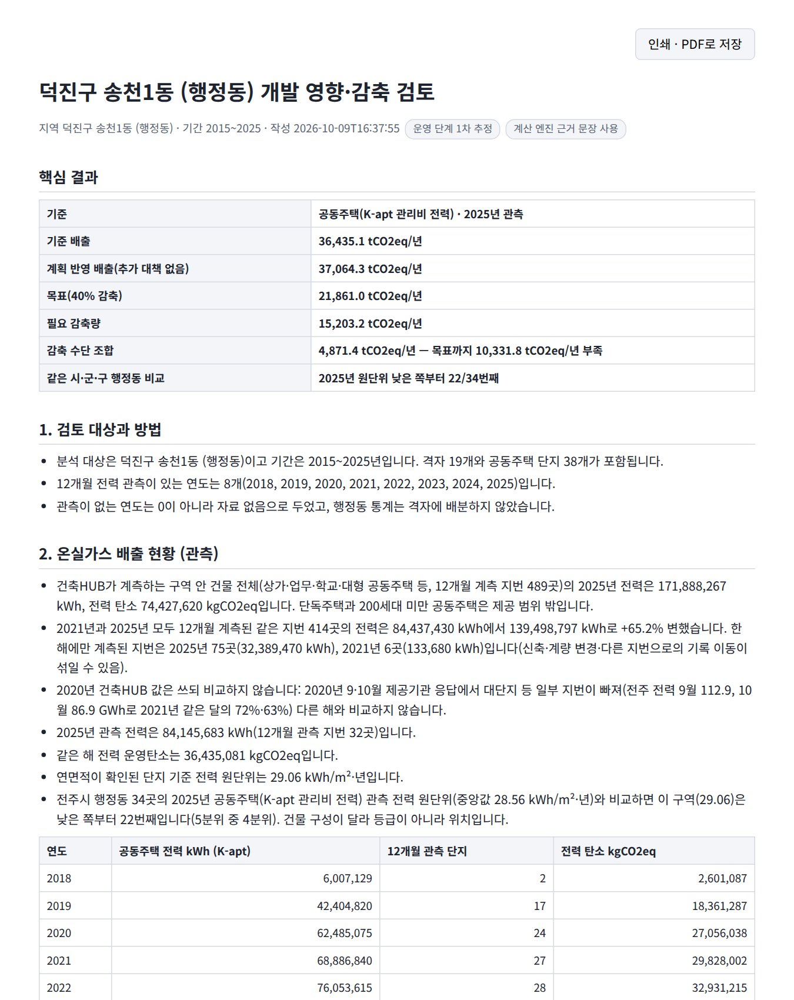 인쇄 · PDF로 저장
덕진구 송천1동 (행정동) 개발 영향·감축 검토
지역 덕진구 송천1동 (행정동) · 기간 2015~2025 · 작성 2026-10-09T16:37:55 운영 단계 1차 추정 계산 엔진 근거 문장 사용
핵심 결과
기준 공동주택(K-apt 관리비 전력) · 2025년 관측
기준 배출 36,435.1 tCO2eq/년
계획 반영 배출(추가 대책 없음) 37,064.3 tCO2eq/년
목표(40% 감축) 21,861.0 tCO2eq/년
필요 감축량 15,203.2 tCO2eq/년
감축 수단 조합 4,871.4 tCO2eq/년 — 목표까지 10,331.8 tCO2eq/년 부족
같은 시·군·구 행정동 비교 2025년 원단위 낮은 쪽부터 22/34번째
1. 검토 대상과 방법
• 분석 대상은 덕진구 송천1동 (행정동)이고 기간은 2015~2025년입니다. 격자 19개와 공동주택 단지 38개가 포함됩니다.
• 12개월 전력 관측이 있는 연도는 8개(2018, 2019, 2020, 2021, 2022, 2023, 2024, 2025)입니다.
• 관측이 없는 연도는 0이 아니라 자료 없음으로 두었고, 행정동 통계는 격자에 배분하지 않았습니다.
2. 온실가스 배출 현황 (관측)
• 건축HUB가 계측하는 구역 안 건물 전체(상가·업무·학교·대형 공동주택 등, 12개월 계측 지번 489곳)의 2025년 전력은 171,888,267
kWh, 전력 탄소 74,427,620 kgCO2eq입니다. 단독주택과 200세대 미만 공동주택은 제공 범위 밖입니다.
• 2021년과 2025년 모두 12개월 계측된 같은 지번 414곳의 전력은 84,437,430 kWh에서 139,498,797 kWh로 +65.2% 변했습니다. 한
해에만 계측된 지번은 2025년 75곳(32,389,470 kWh), 2021년 6곳(133,680 kWh)입니다(신축·계량 변경·다른 지번으로의 기록 이동이
섞일 수 있음).
• 2020년 건축HUB 값은 쓰되 비교하지 않습니다: 2020년 9·10월 제공기관 응답에서 대단지 등 일부 지번이 빠져(전주 전력 9월 112.9, 10
월 86.9 GWh로 2021년 같은 달의 72%·63%) 다른 해와 비교하지 않습니다.
• 2025년 관측 전력은 84,145,683 kWh(12개월 관측 지번 32곳)입니다.
• 같은 해 전력 운영탄소는 36,435,081 kgCO2eq입니다.
• 연면적이 확인된 단지 기준 전력 원단위는 29.06 kWh/m²·년입니다.
• 전주시 행정동 34곳의 2025년 공동주택(K-apt 관리비 전력) 관측 전력 원단위(중앙값 28.56 kWh/m²·년)와 비교하면 이 구역(29.06)은
낮은 쪽부터 22번째입니다(5분위 중 4분위). 건물 구성이 달라 등급이 아니라 위치입니다.
연도 공동주택 전력 kWh (K-apt) 12개월 관측 단지 전력 탄소 kgCO2eq
2018 6,007,129 2 2,601,087
2019 42,404,820 17 18,361,287
2020 62,485,075 24 27,056,038
2021 68,886,840 27 29,828,002
2022 76,053,615 28 32,931,215